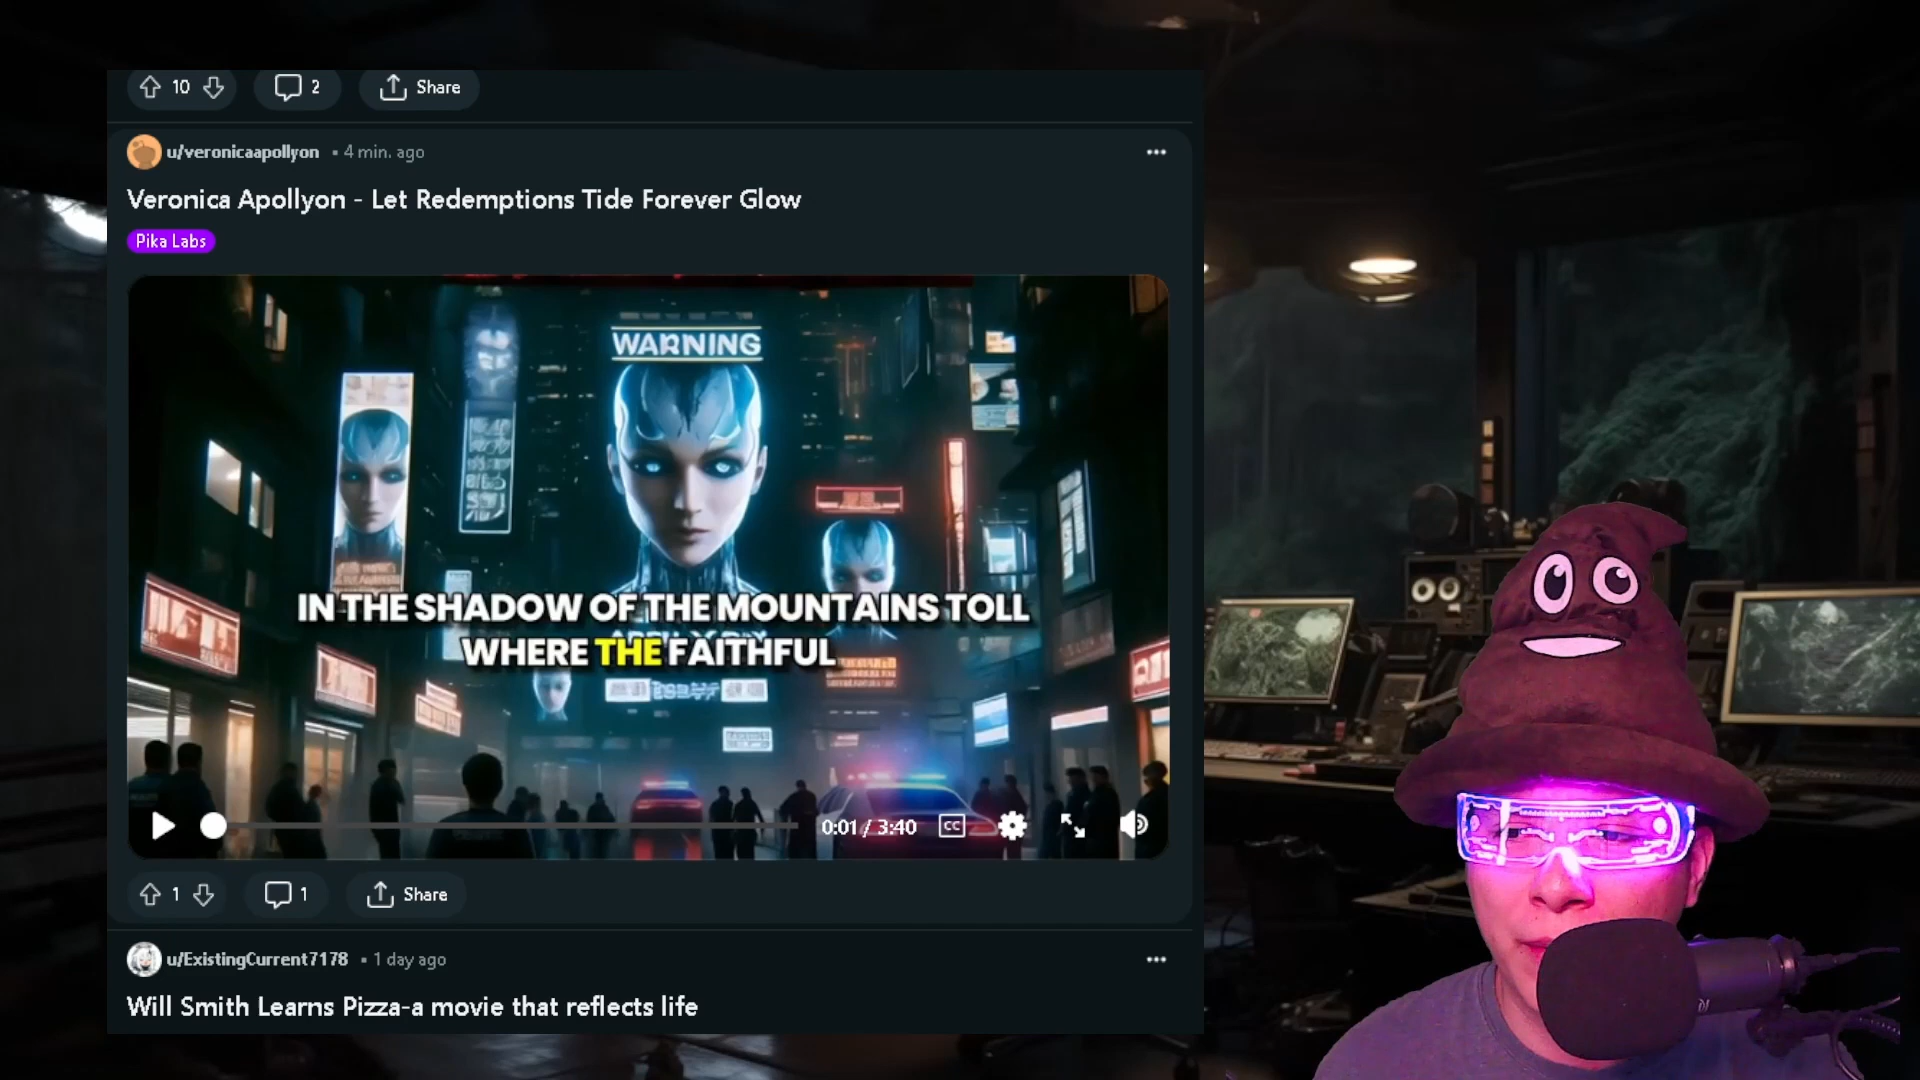 10
2
Share
u/veronicaapollyon • 4 min. ago
Veronica Apollyon - Let Redemptions Tide Forever Glow
Pika Labs
WARNING
IN THE SHADOW OF THE MOUNTAINS TOLL
WHERE THE FAITHFUL
0:01 / 3:40
CC
1
1
Share
u/ExistingCurrent7178 • 1 day ago
Will Smith Learns Pizza-a movie that reflects life